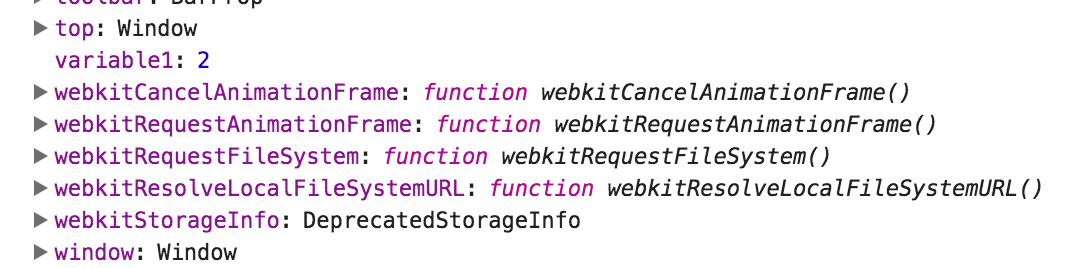 toolbar: BarProp
▶ top: Window
variable1: 2
▶ webkitCancelAnimationFrame: function webkitCancelAnimationFrame()
▶ webkitRequestAnimationFrame: function webkitRequestAnimationFrame()
▶ webkitRequestFileSystem: function webkitRequestFileSystem()
▶ webkitResolveLocalFileSystemURL: function webkitResolveLocalFileSystemURL()
▶ webkitStorageInfo: DeprecatedStorageInfo
▶ window: Window